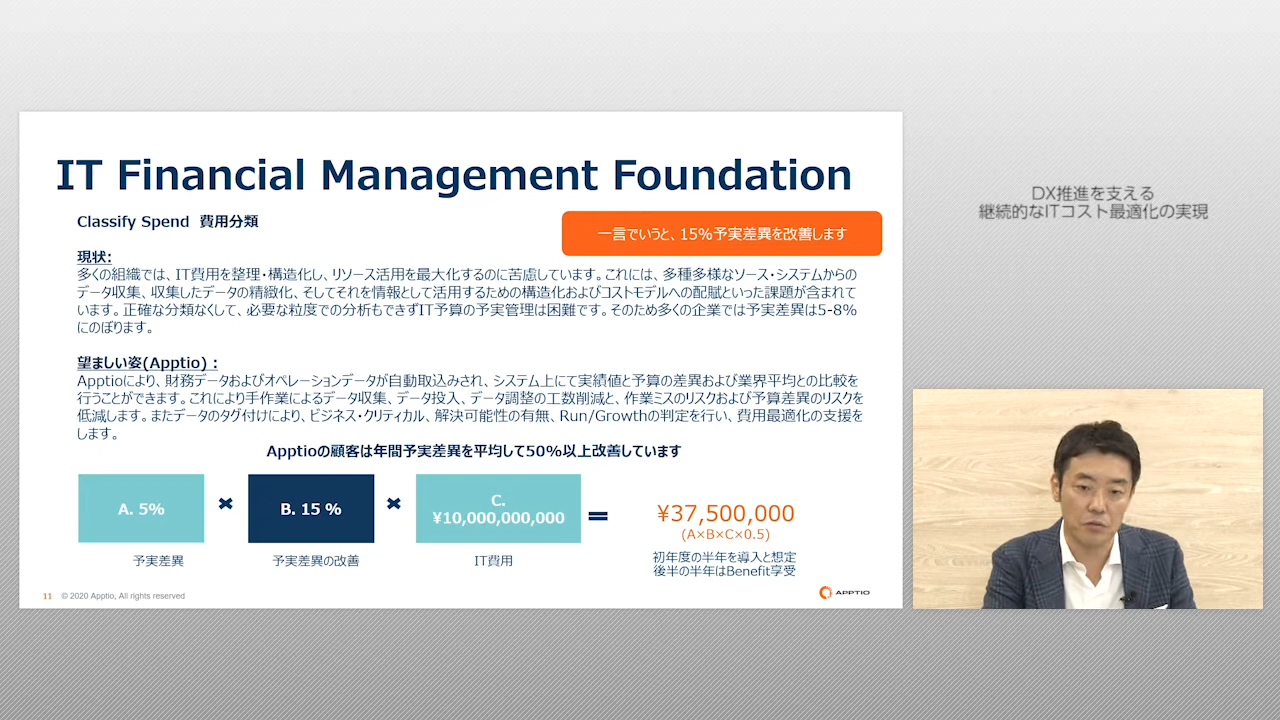 IT Financial Management Foundation
Classify Spend 費用分類
一言でいうと、15%予実差異を改善します
現状:
多くの組織では、IT費用を整理・構造化し、リソース活用を最大化するのに苦慮しています。これには、多種多様なソース・システムからの
データ収集、収集したデータの精緻化、そしてそれを情報として活用するための構造化およびコストモデルへの配賦といった課題が含まれて
います。正確な分類なくして、必要な粒度での分析もできずIT予算の予実管理は困難です。そのため多くの企業では予実差異は5-8%
にのぼります。
望ましい姿(Apptio)：
Apptioにより、財務データおよびオペレーションデータが自動取込みされ、システム上にて実績値と予算の差異および業界平均との比較を
行うことができます。これにより手作業によるデータ収集、データ投入、データ調整の工数削減と、作業ミスのリスクおよび予算差異のリスクを
低減します。またデータのタグ付けにより、ビジネス・クリティカル、解決可能性の有無、Run/Growthの判定を行い、費用最適化の支援を
します。
Apptioの顧客は年間予実差異を平均して50%以上改善しています
A. 5%
×
B. 15 %
×
C.
¥10,000,000,000
=
¥37,500,000
(A×B×C×0.5)
予実差異
予実差異の改善
IT費用
初年度の半年を導入と想定
後半の半年はBenefit享受
11 © 2020 Apptio, All rights reserved
APPTIO
DX推進を支える
継続的なITコスト最適化の実現